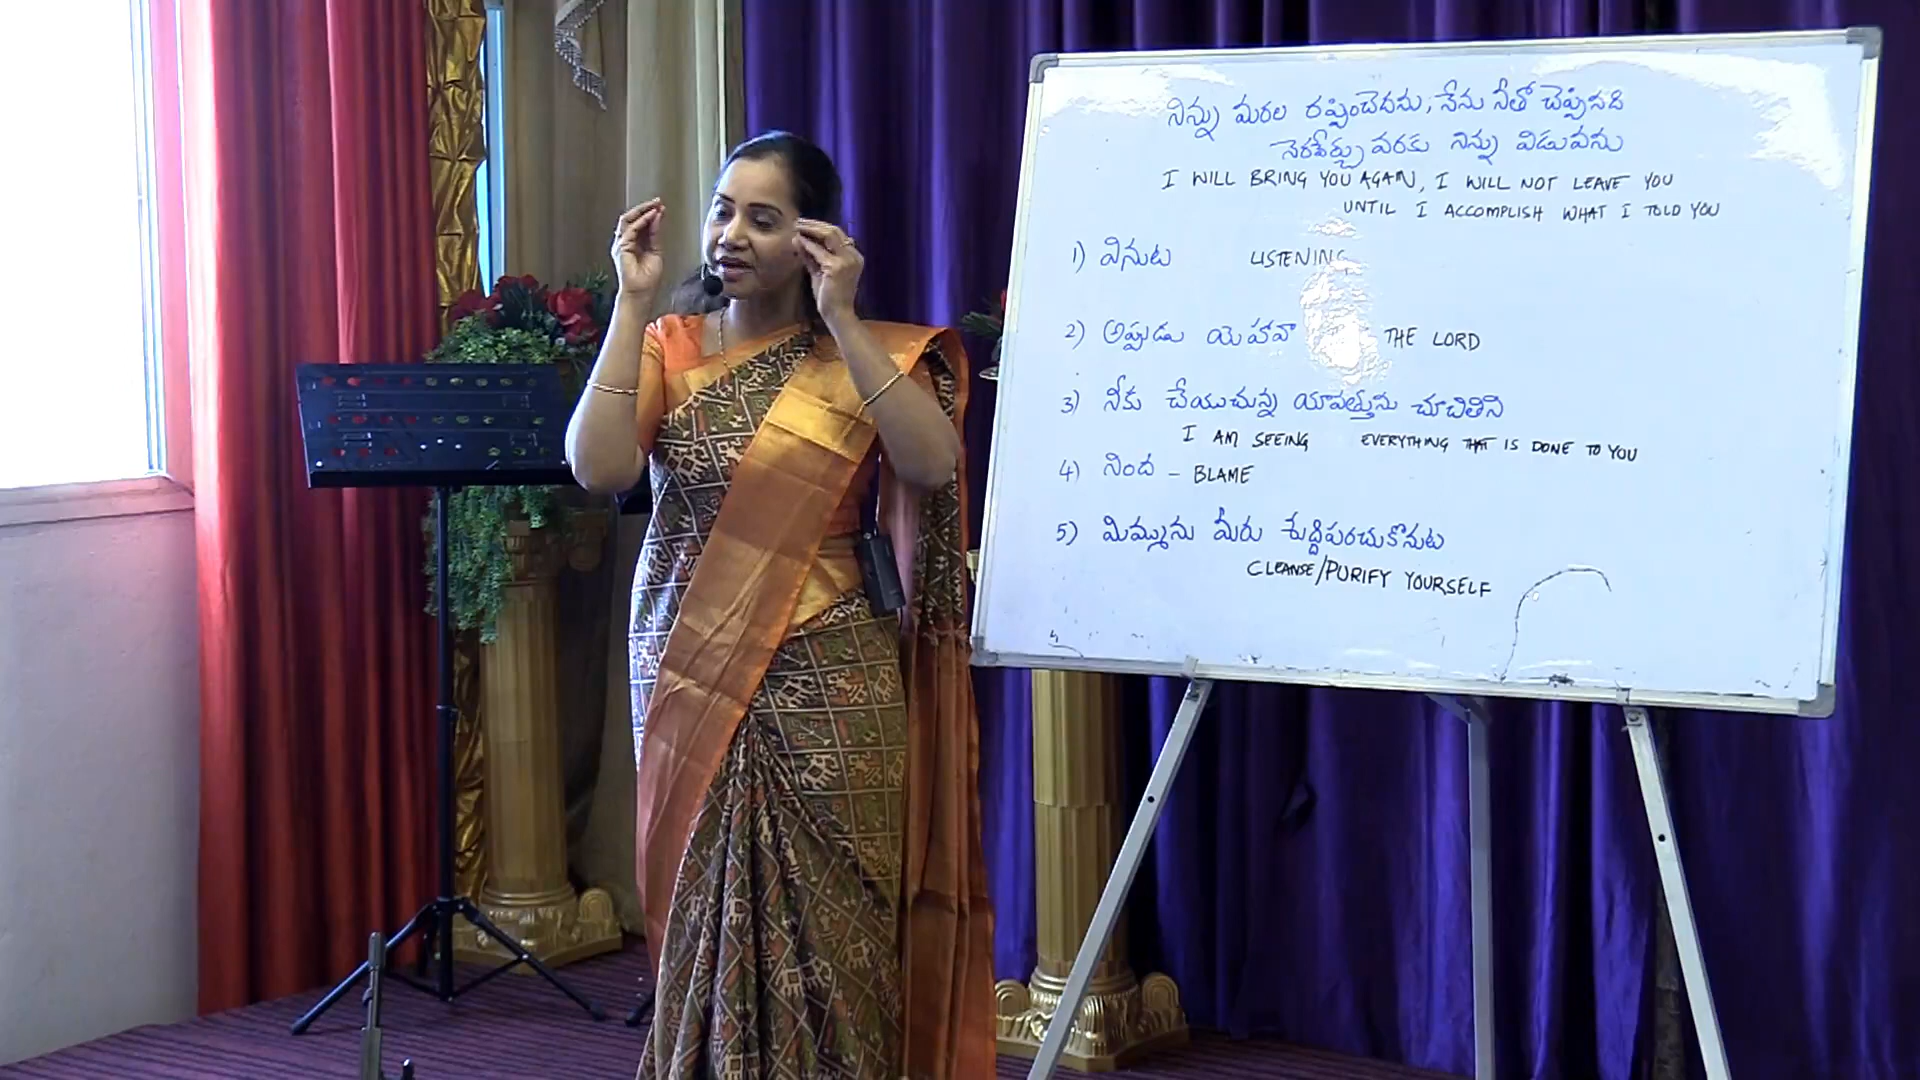 నిన్ను మరల రప్పించెదను, నేను నీతో చెప్పినది
నెరవేర్చు వరకు నిన్ను విడువను
I WILL BRING YOU AGAIN, I WILL NOT LEAVE YOU
UNTIL I ACCOMPLISH WHAT I TOLD YOU
1) వినుట LISTENING
2) అప్పుడు యెహోవా THE LORD
3) నీకు చేయుచున్న యావత్తును చూచితిని
I AM SEEING EVERYTHING THAT IS DONE TO YOU
4) నింద - BLAME
5) మిమ్మును మీరు శుద్ధిపరచుకొనుట
CLEANSE/PURIFY YOURSELF